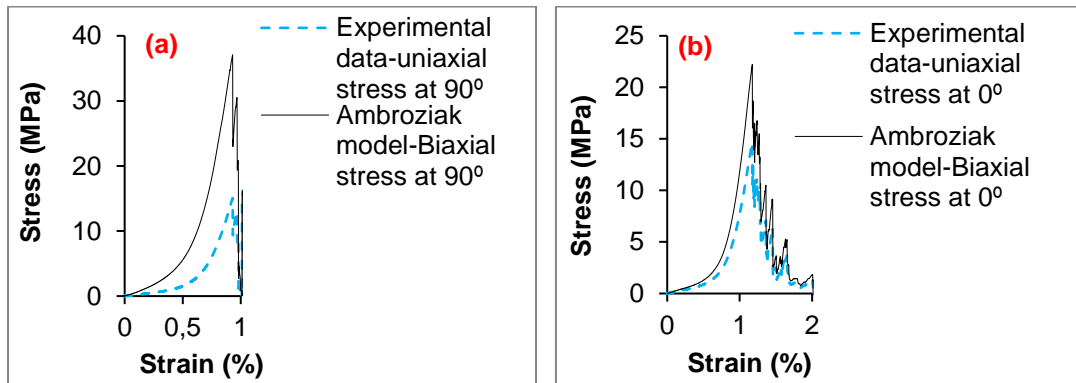 (a)
Stress (MPa)
40
30
20
10
0
0
0,5
1
Strain (%)
Experimental
data-uniaxial
stress at 90º
Ambroziak
model-Biaxial
stress at 90º
(b)
Stress (MPa)
25
20
15
10
5
0
0
1
2
Strain (%)
Experimental
data-uniaxial
stress at 0º
Ambroziak
model-Biaxial
stress at 0º